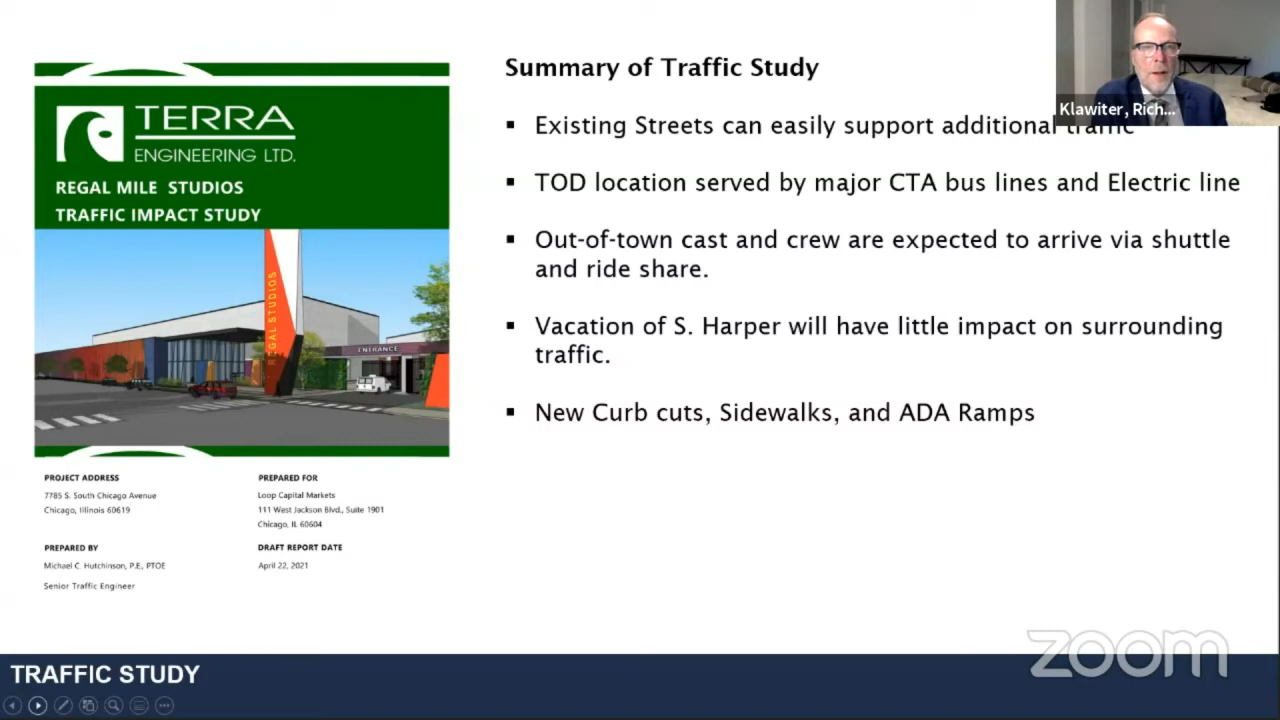 TERRA
ENGINEERING LTD.
REGAL MILE STUDIOS
TRAFFIC IMPACT STUDY
REGAL STUDIOS
ENTRANCE
PROJECT ADDRESS
7785 S. South Chicago Avenue
Chicago, Illinois 60619
PREPARED FOR
Loop Capital Markets
111 West Jackson Blvd., Suite 1901
Chicago, IL 60604
PREPARED BY
Michael C. Hutchinson, P.E., PTOE
Senior Traffic Engineer
DRAFT REPORT DATE
April 22, 2021
Summary of Traffic Study
▪ Existing Streets can easily support additional traffic
▪ TOD location served by major CTA bus lines and Electric line
▪ Out-of-town cast and crew are expected to arrive via shuttle
and ride share.
▪ Vacation of S. Harper will have little impact on surrounding
traffic.
▪ New Curb cuts, Sidewalks, and ADA Ramps
Klawiter, Rich...
zoom
TRAFFIC STUDY